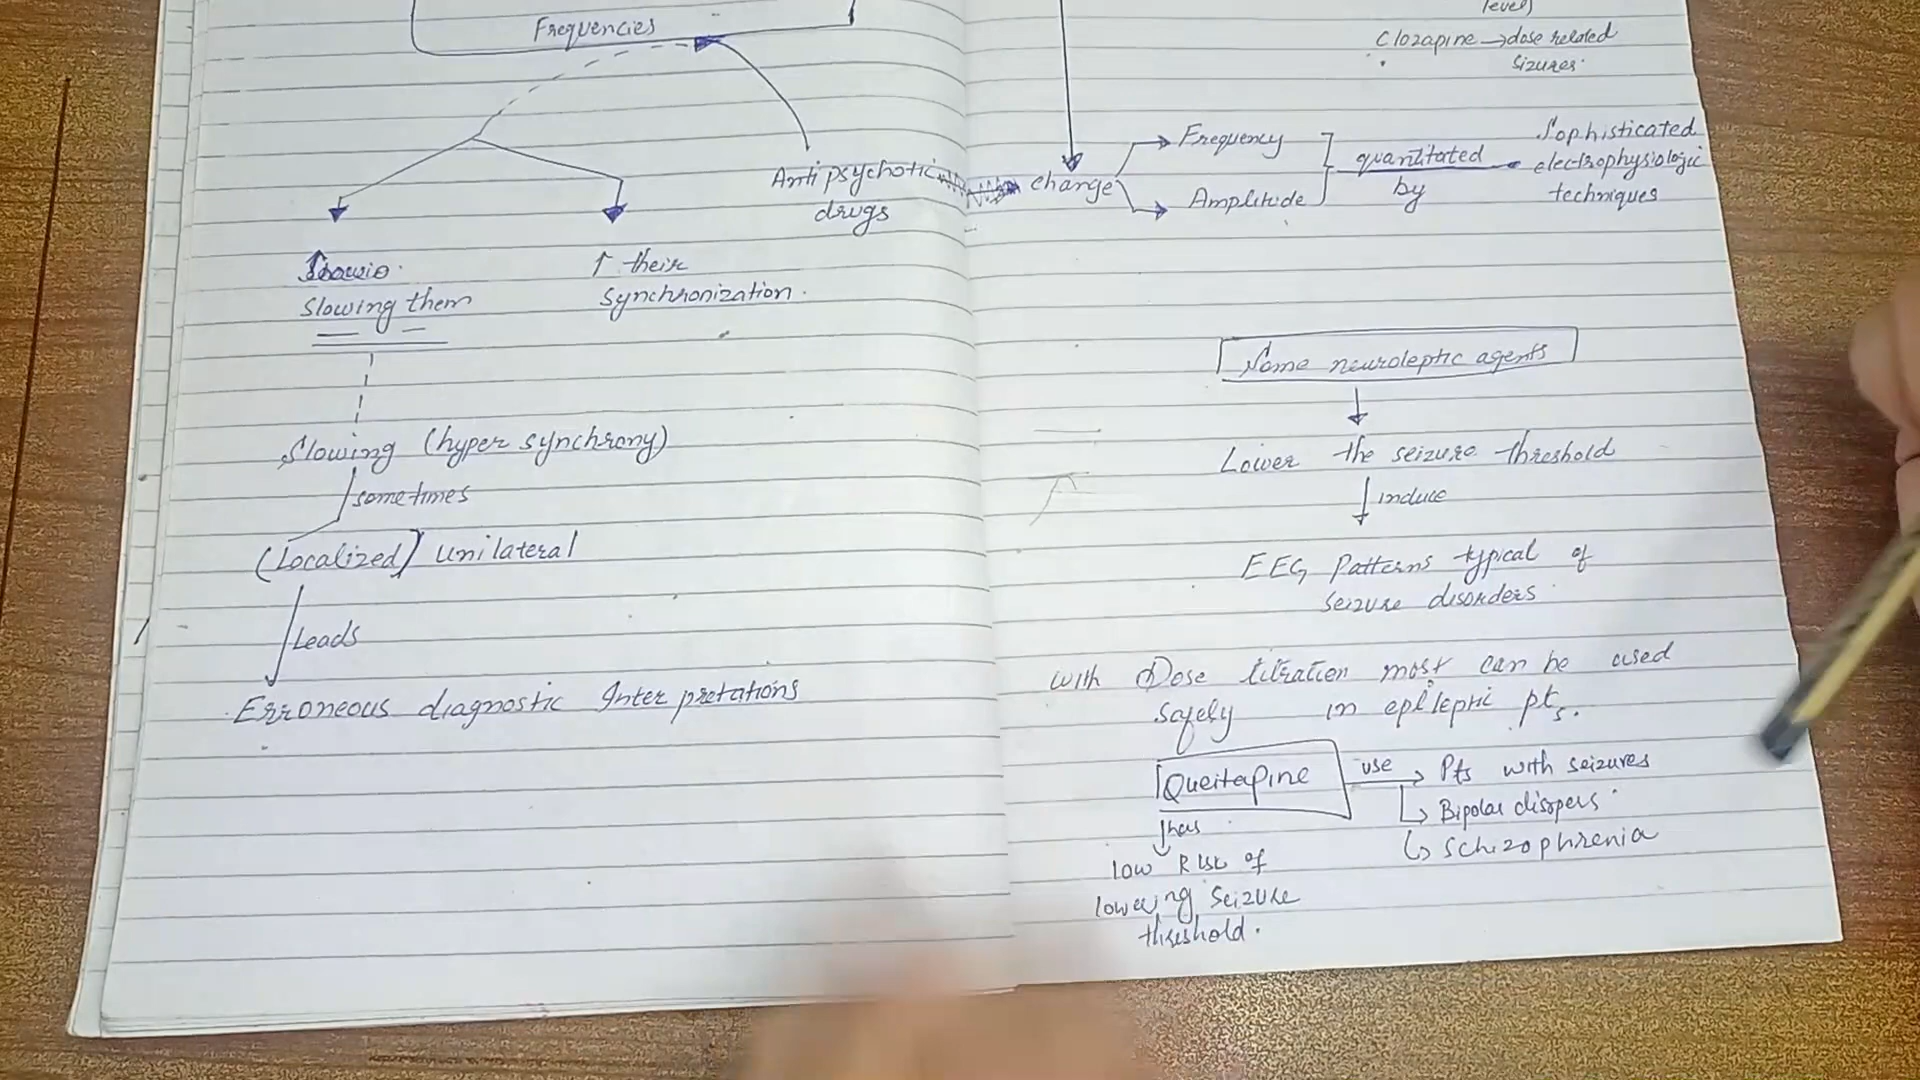 Frequencies
Antipsychotic
drugs
↑
Slowing them
↑ their
synchronization.
Slowing (hyper synchrony)
sometimes
(Localized) unilateral
Leads
Erroneous diagnostic Interpretations
level)
Clozapine → dose related
sizures.
change
Frequency
Amplitude
quantitated
by
Sophisticated
electrophysiologic
techniques
Some neuroleptic agents
Lower the seizure threshold
induce
EEG Patterns typical of
seizure disorders
with Dose titration most can be used
safely in epileptic pts.
Queitapine
use
Pts with seizures
Bipolar disopers
Schizophrenia
has
low Risk of
lowering seizure
threshold.